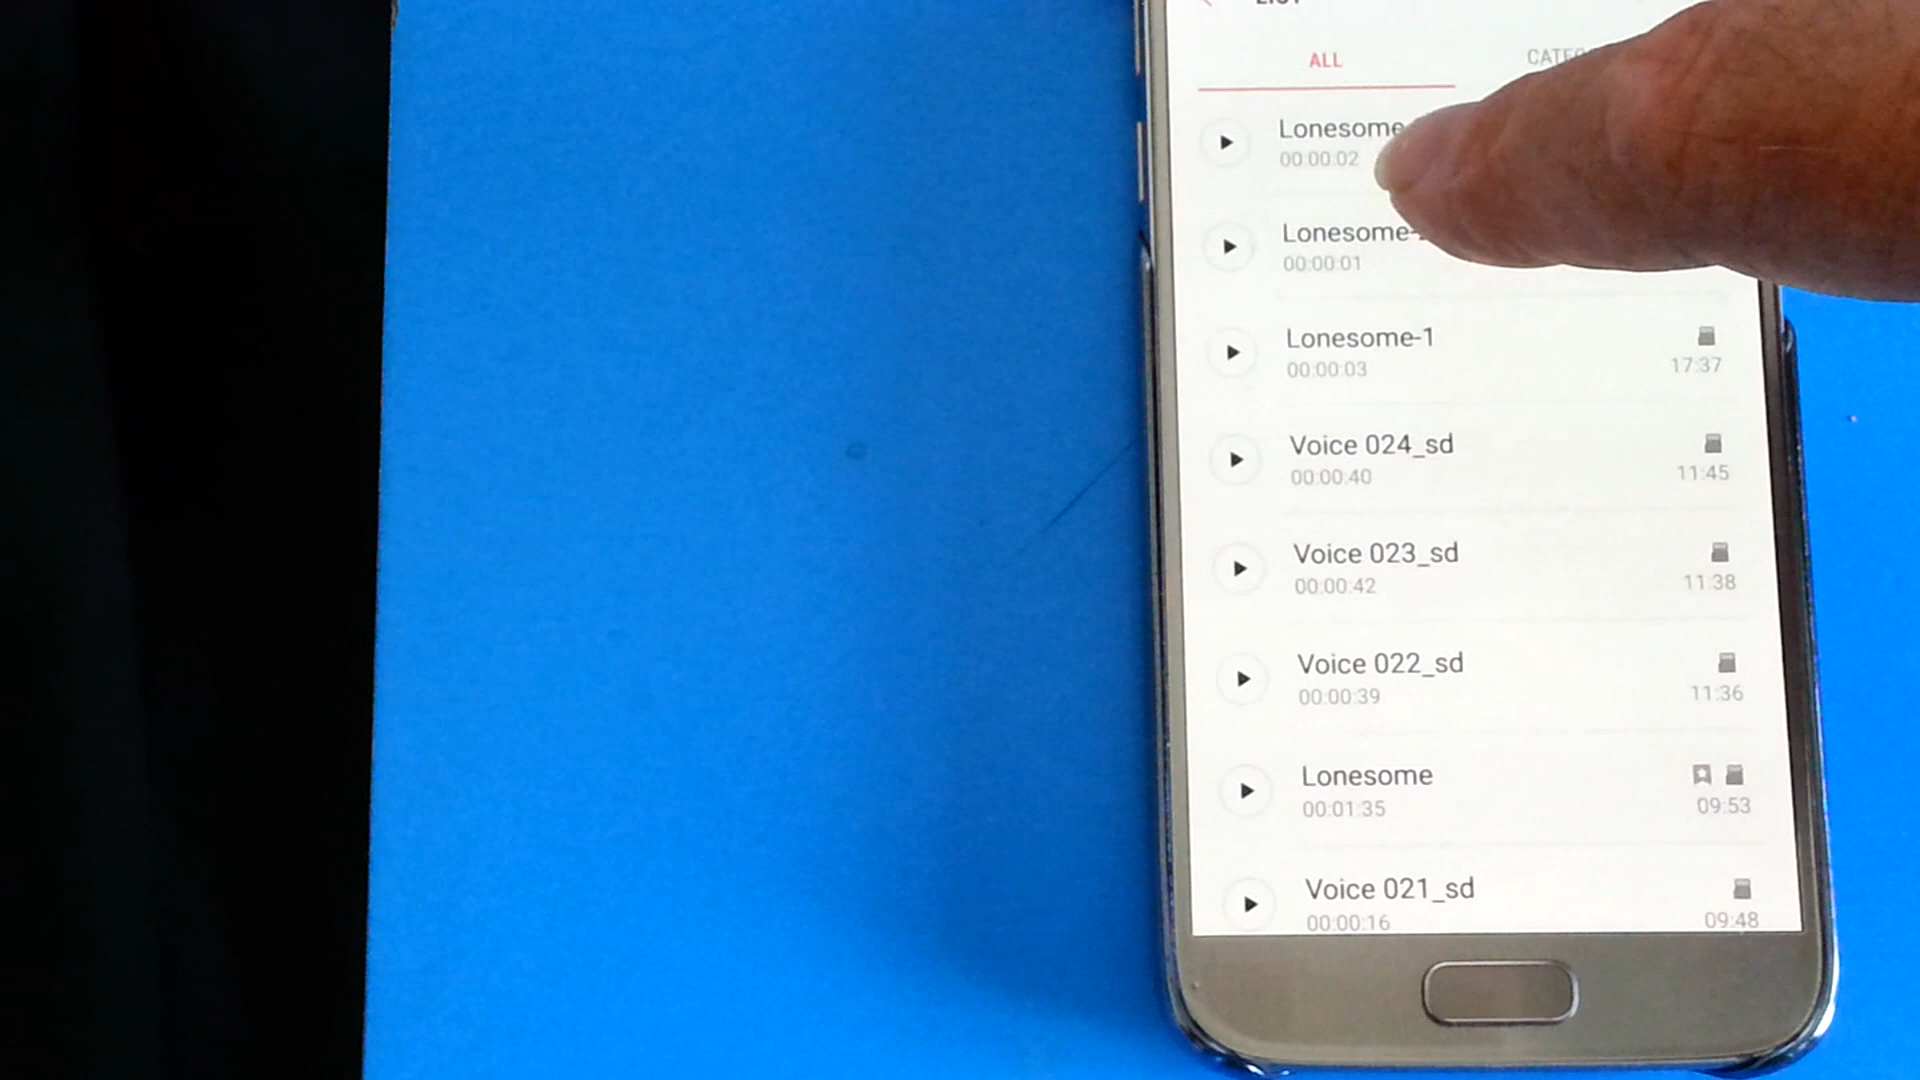 LIST
ALL
Lonesome-
00:00:02
Lonesome-
00:00:01
Lonesome-1
00:00:03
17:37
Voice 024_sd
00:00:40
11:45
Voice 023_sd
00:00:42
11:38
Voice 022_sd
00:00:39
11:36
Lonesome
00:01:35
09:53
Voice 021_sd
00:00:16
09:48